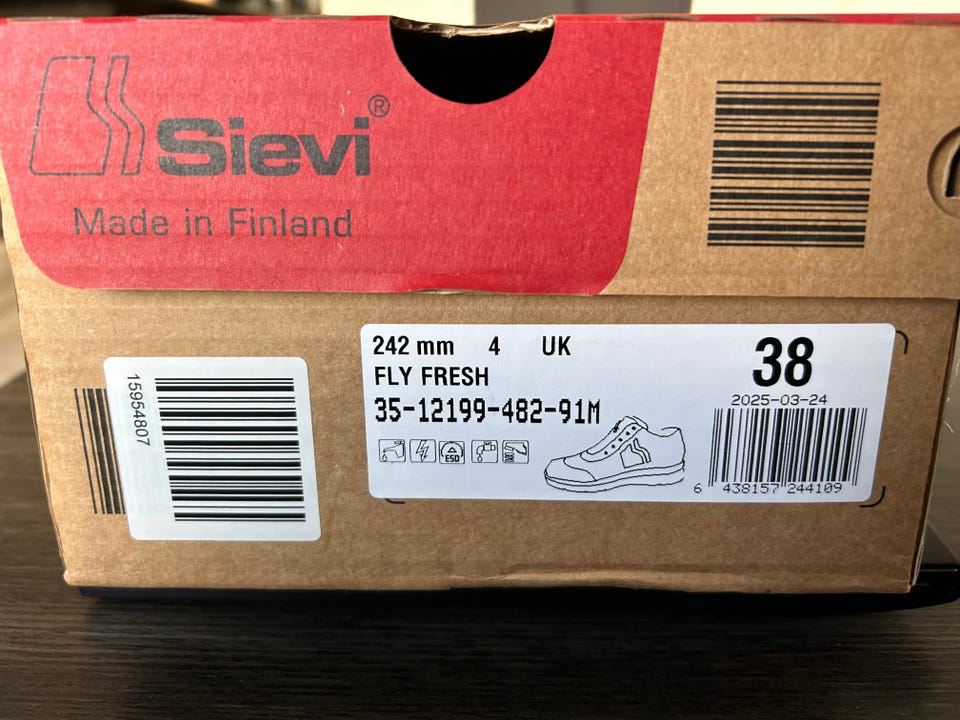 Sievi®
Made in Finland
15954807
242 mm 4 UK
FLY FRESH
35-12199-482-91M
ESD
38
2025-03-24
6 438157 244109